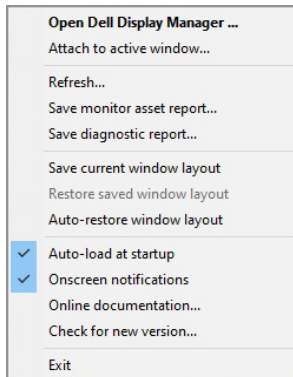 Open Dell Display Manager ...
Attach to active window...
Refresh...
Save monitor asset report...
Save diagnostic report...
Save current window layout
Restore saved window layout
Auto-restore window layout
Auto-load at startup
Onscreen notifications
Online documentation...
Check for new version...
Exit